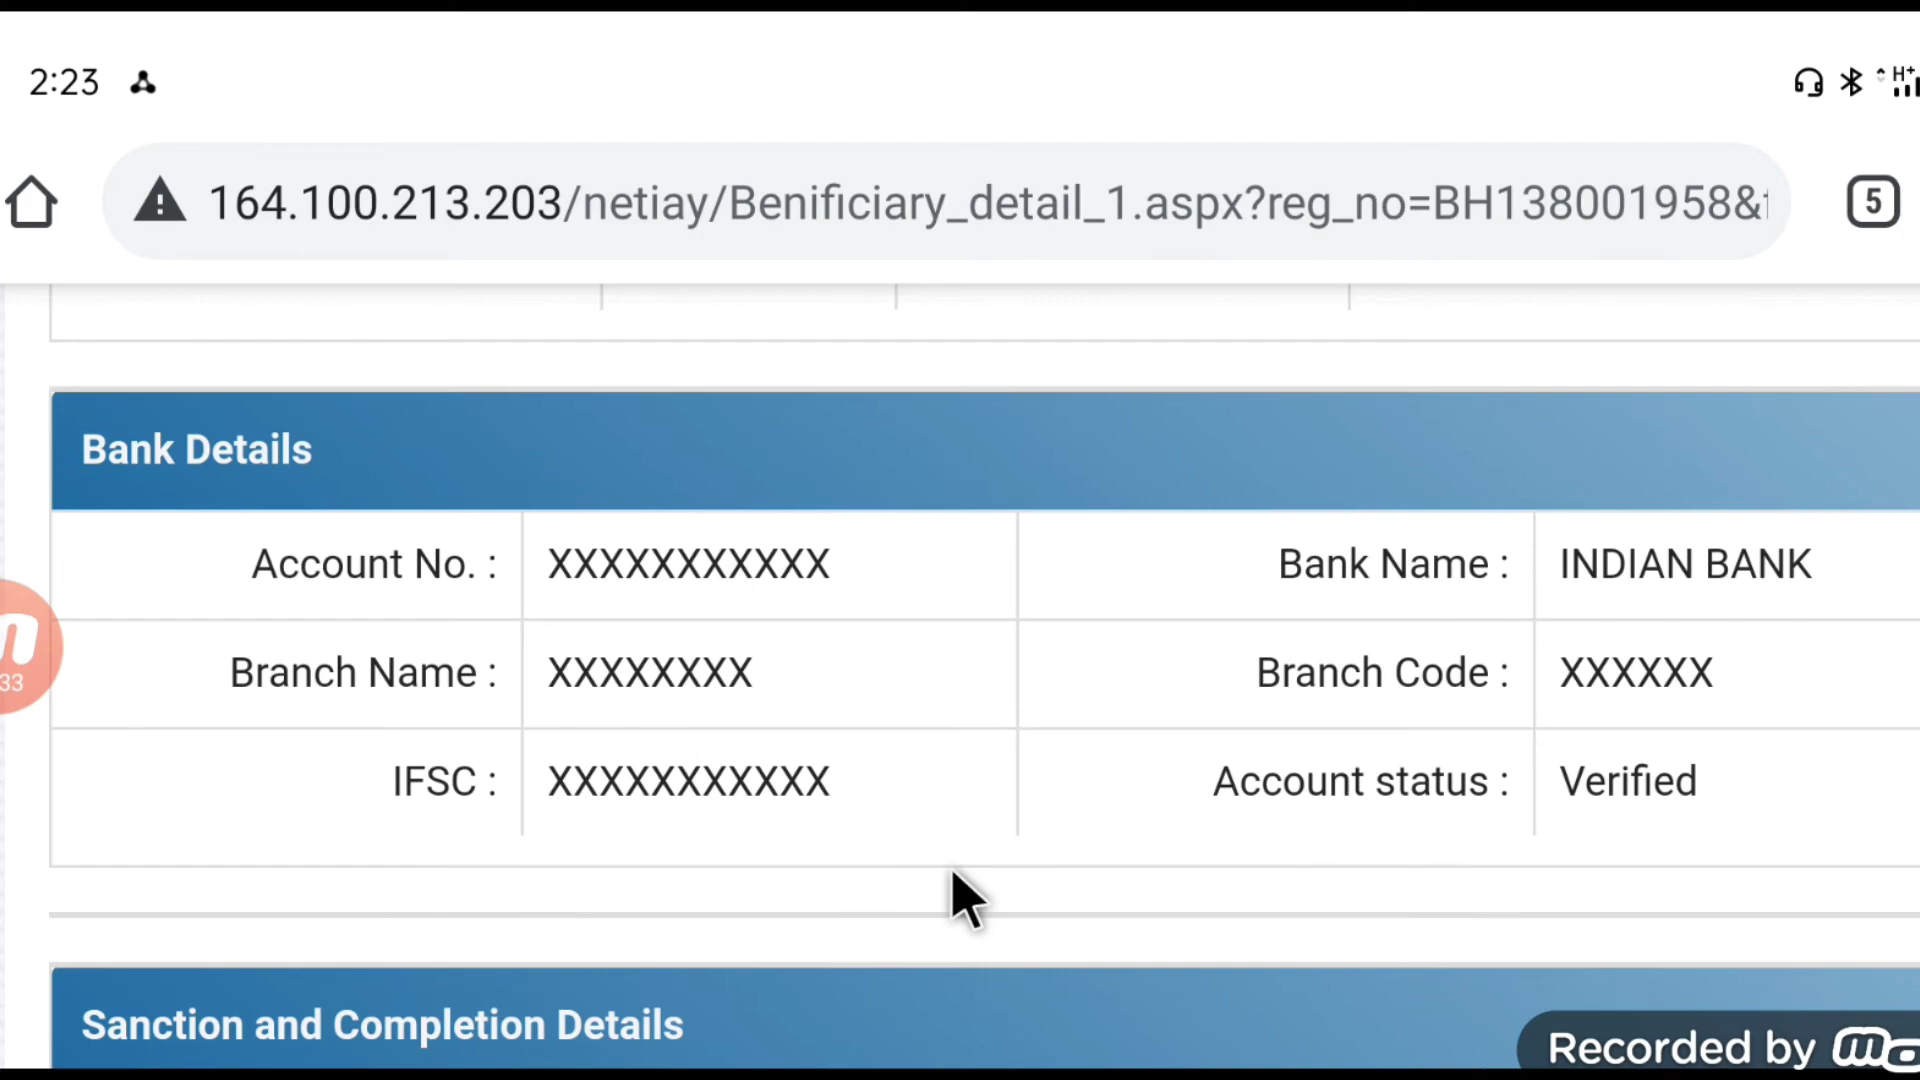 2:23
H+
164.100.213.203/netiay/Benificiary_detail_1.aspx?reg_no=BH138001958&
5
Bank Details
Account No. : XXXXXXXXXXX Bank Name : INDIAN BANK
Branch Name : XXXXXXXX Branch Code : XXXXXX
33
IFSC : XXXXXXXXXXX Account status : Verified
Sanction and Completion Details
Recorded by